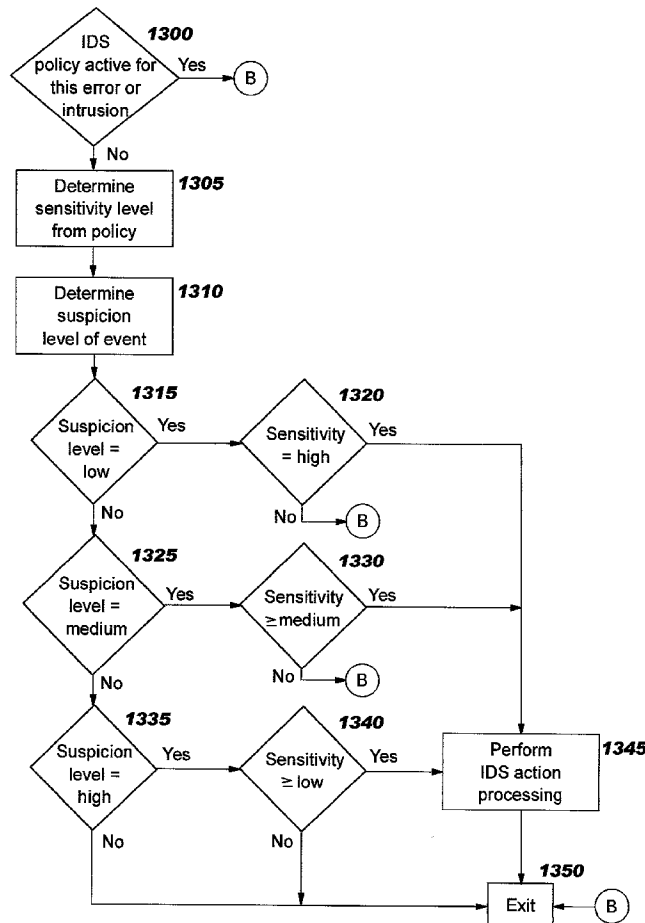 1300
IDS
policy active for
this error or
intrusion
Yes
B
No
1305
Determine
sensitivity level
from policy
1310
Determine
suspicion
level of event
1315
Suspicion
level =
low
Yes
1320
Sensitivity
= high
Yes
No
No
B
1325
Suspicion
level =
medium
Yes
1330
Sensitivity
≥medium
Yes
No
No
B
1335
Suspicion
level =
high
Yes
1340
Sensitivity
≥low
Yes
1345
Perform
IDS action
processing
No
No
1350
Exit
B